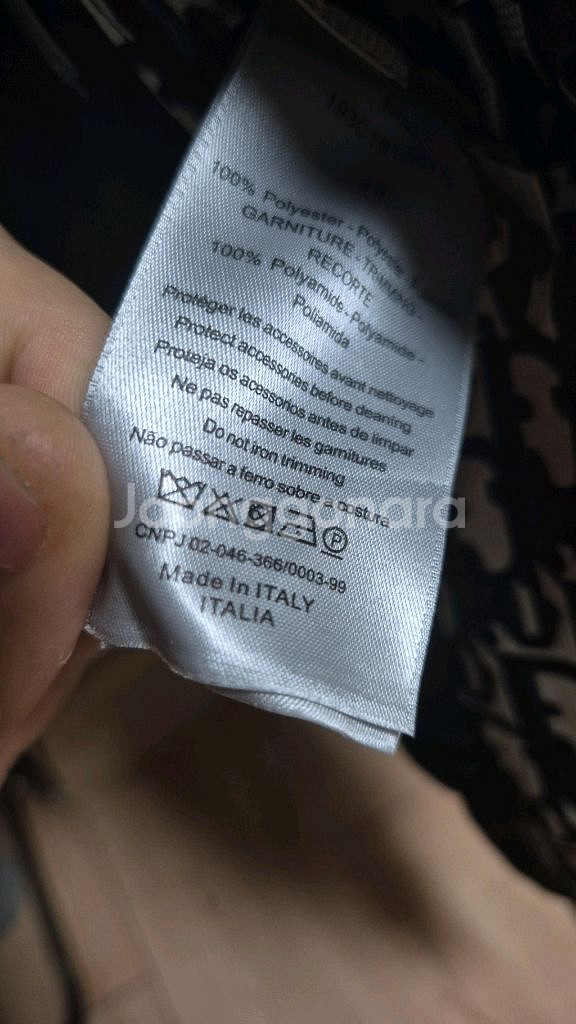 100% Polyester - Polyester
GARNITURE - TRIMMING -
RECORTE
100% Polyamide - Polyamide -
Poliamida
Protéger les accessoires avant nettoyage
Protect accessories before cleaning
Proteja os acessorios antes de limpar
Ne pas repasser les garnitures
Do not iron trimming
Não passar a ferro sobre a costura
Joonggonara
P
CNPJ 02-046-366/0003-99
Made In ITALY
ITALIA